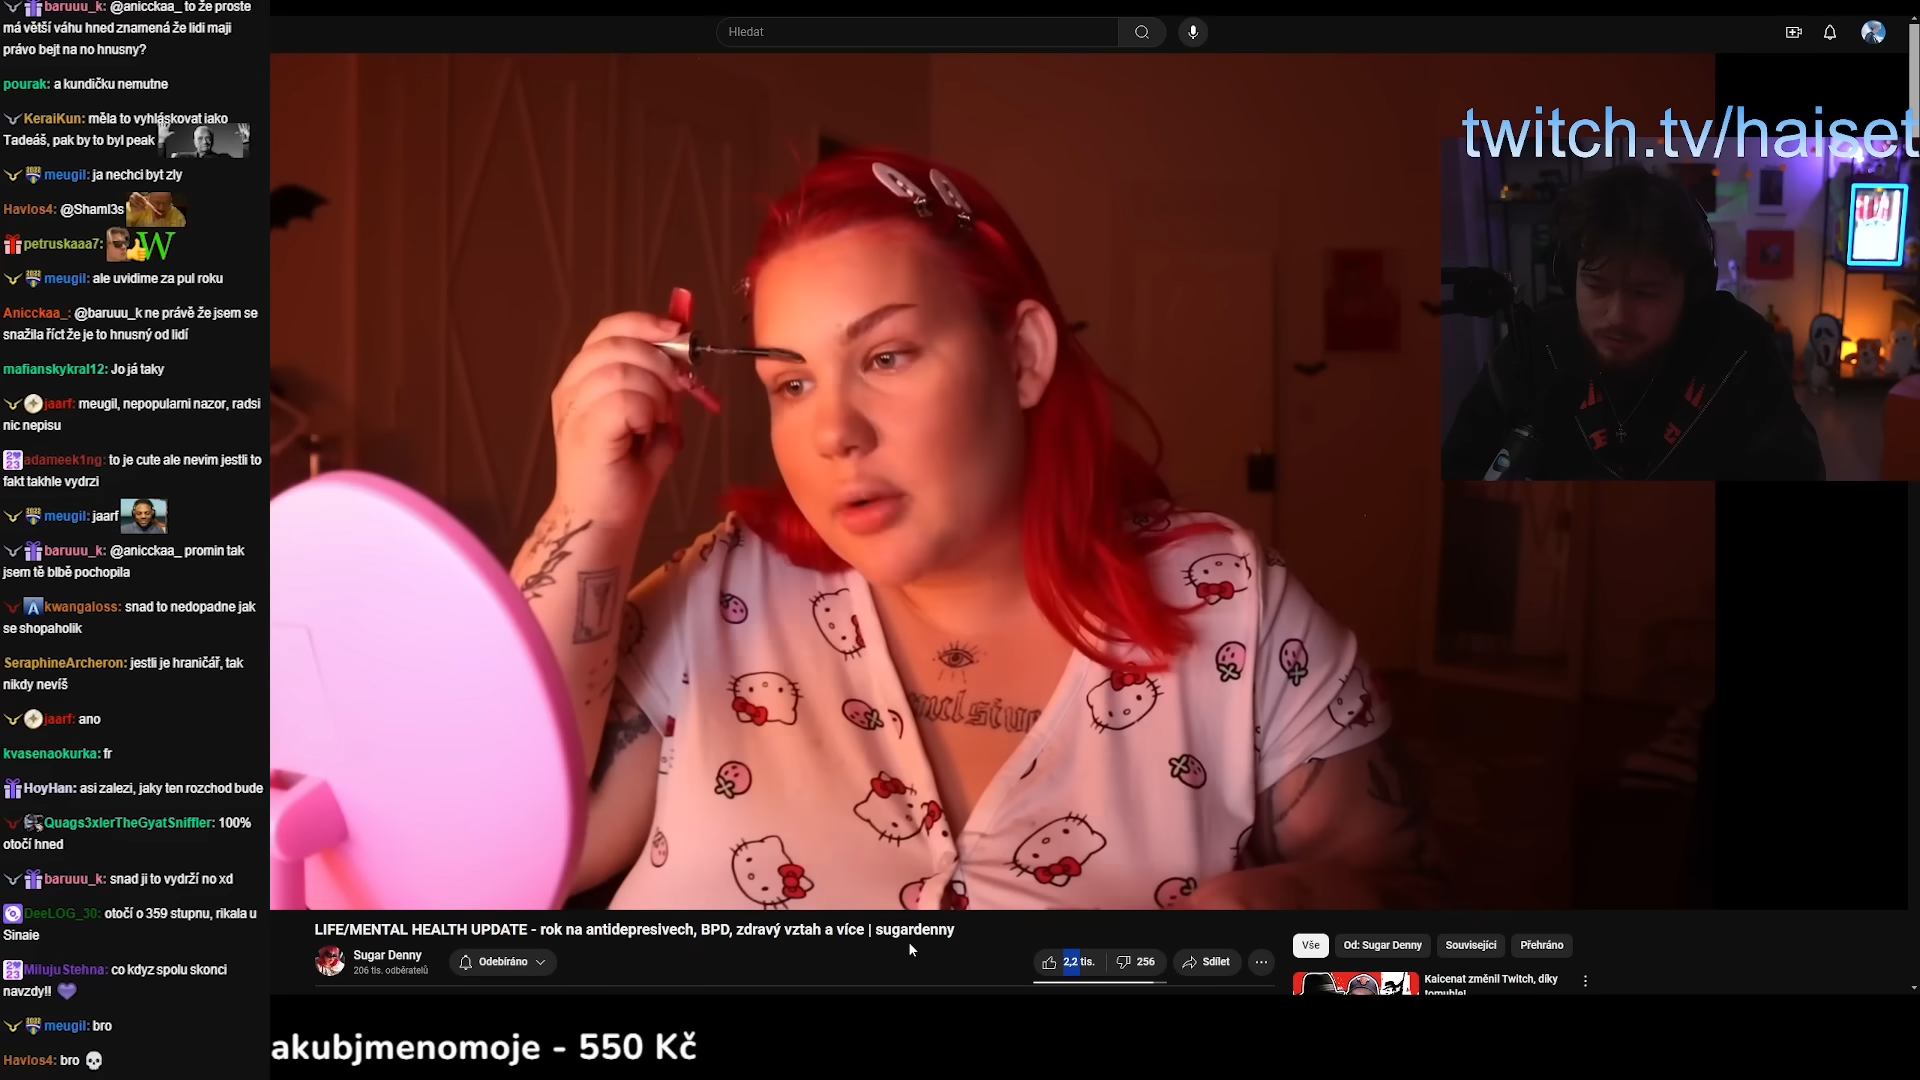 baruuu_k: @anicckaa_ to že proste
má větší váhu hned znamená že lidi maji
právo bejt na no hnusny?
pourak: a kundičku nemutne
KeraiKun: měla to vyhláskovat jako
Tadeáš, pak by to byl peak
meugil: ja nechci byt zly
Havlos4: @Shaml3s
petruskaaa7: W
meugil: ale uvidime za pul roku
Anicckaa_: @baruuu_k ne právě že jsem se
snažila říct že je to hnusný od lidí
mafianskykral12: Jo já taky
jaarf: meugil, nepopularni nazor, radsi
nic nepisu
adameek1ng: to je cute ale nevim jestli to
fakt takhle vydrzi
meugil: jaarf
baruuu_k: @anicckaa_ promin tak
jsem tě blbě pochopila
kwangaloss: snad to nedopadne jak
se shopaholik
SeraphineArcheron: jestli je hraničář, tak
nikdy nevíš
jaarf: ano
kvasenaokurka: fr
HoyHan: asi zalezi, jaky ten rozchod bude
Quags3xlerTheGyatSniffler: 100%
otočí hned
baruuu_k: snad ji to vydrží no xd
DeeLOG_30: otočí o 359 stupnu, rikala u
Sinaie
MilujuStehna: co kdyz spolu skonci
navzdy!!
meugil: bro
Havlos4: bro
Hledat
twitch.tv/haiset
LIFE/MENTAL HEALTH UPDATE - rok na antidepresivech, BPD, zdravý vztah a více | sugardenny
Sugar Denny
206 tis. odběratelů
Odebíráno
2,2 tis.
256
Sdílet
Vše
Od: Sugar Denny
Související
Přehráno
Kaicenat změnil Twitch, díky
tomuhle!
akubjmenomoje - 550 Kč